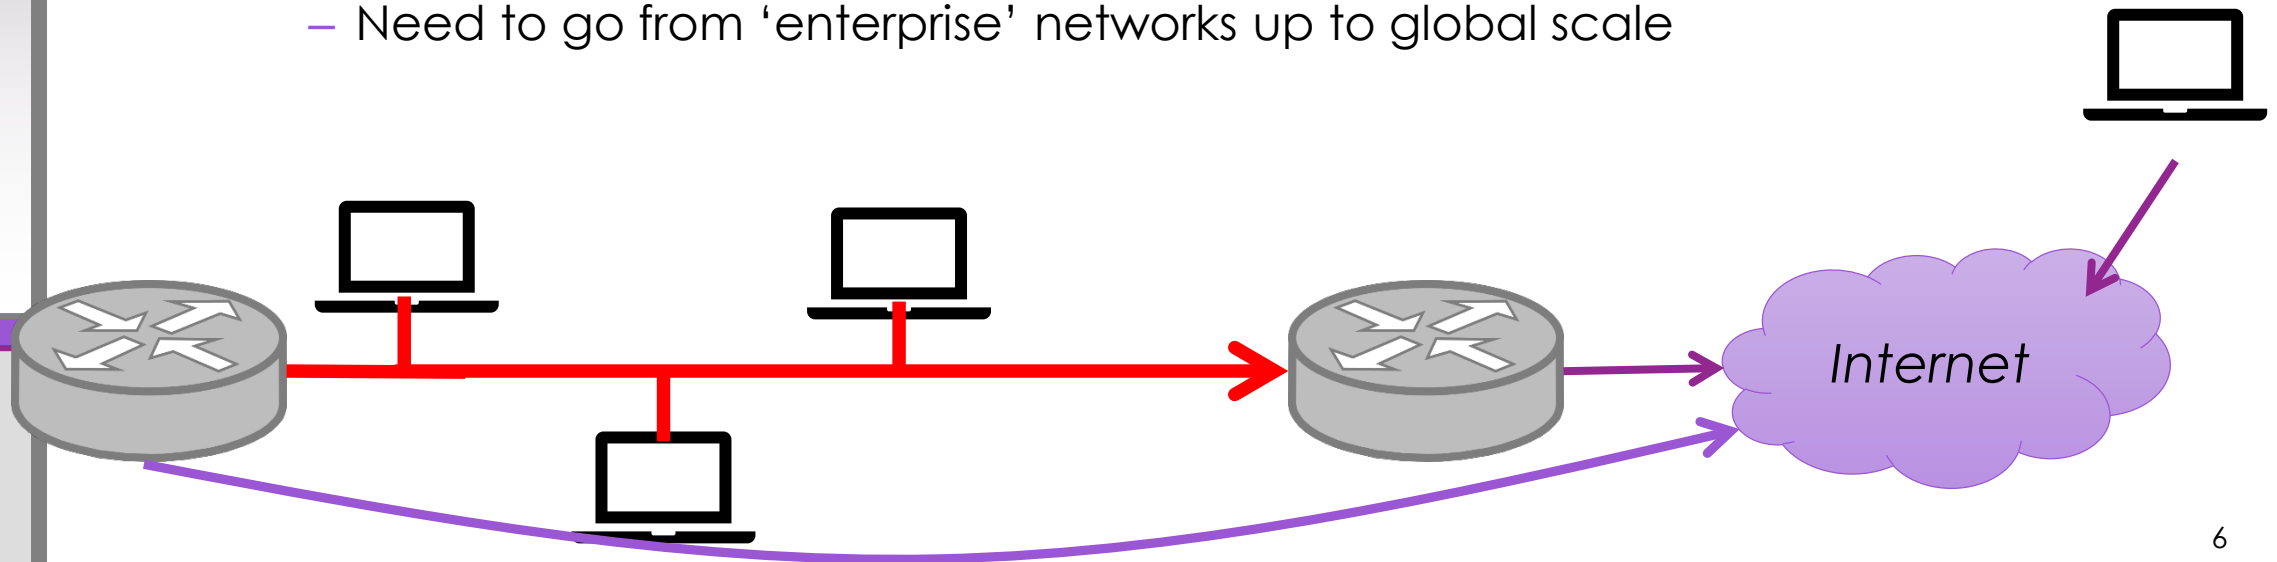 – Need to go from ‘enterprise’ networks up to global scale
Internet
6